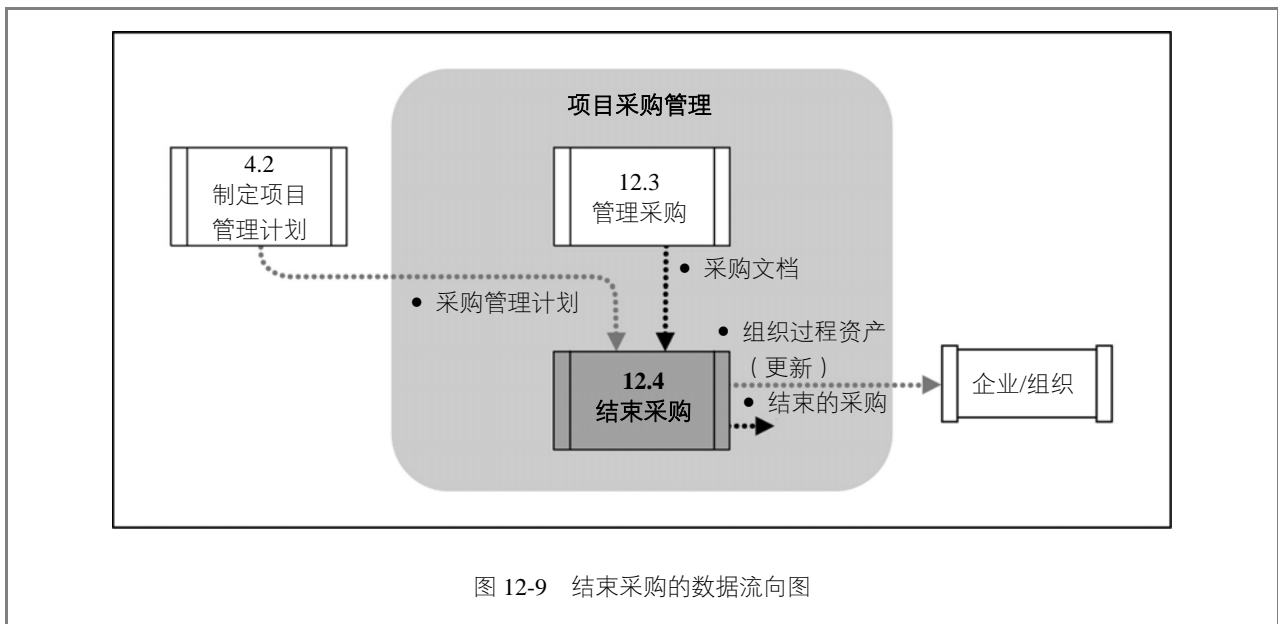 项目采购管理
4.2
制定项目
管理计划
12.3
管理采购
• 采购文档
• 采购管理计划
• 组织过程资产
（更新）
12.4
结束采购
• 结束的采购
企业/组织
图 12-9 结束采购的数据流向图